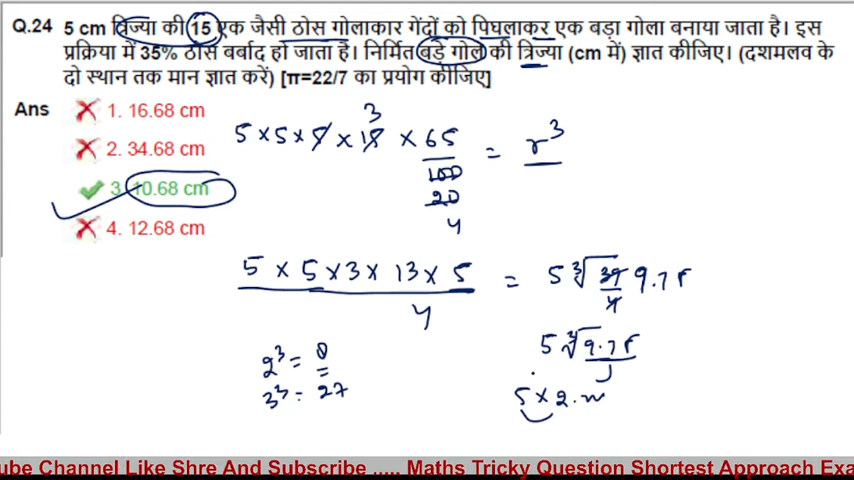 Q.24 5 cm त्रिज्या की 15 एक जैसी ठोस गोलाकार गेंदों को पिघलाकर एक बड़ा गोला बनाया जाता है। इस
प्रक्रिया में 35% ठोस बर्बाद हो जाता है। निर्मित बड़े गोले की त्रिज्या (cm में) ज्ञात कीजिए। (दशमलव के
दो स्थान तक मान ज्ञात करें) [π=22/7 का प्रयोग कीजिए]
Ans 1. 16.68 cm
2. 34.68 cm
3. 10.68 cm
4. 12.68 cm
3
5 × 5 × 5 × 15 × 65 = r³
100
20
4
5 × 5 × 3 × 13 × 5 = 5 ∛39 9.75
4 4
5 ∛9.75
2³ = 8
3³ = 27
5 × 2.
ube Channel Like Shre And Subscribe ..... Maths Tricky Question Shortest Approach Exa